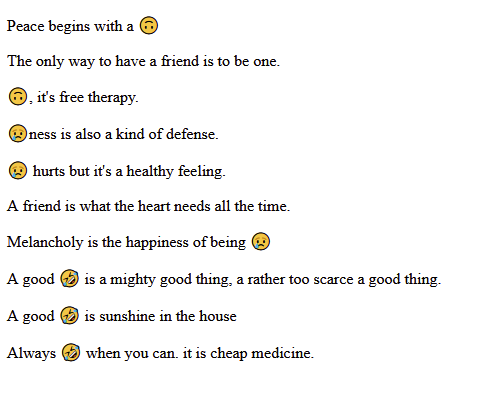 Peace begins with a 🙃
The only way to have a friend is to be one.
🙃, it's free therapy.
😢ness is also a kind of defense.
😢 hurts but it's a healthy feeling.
A friend is what the heart needs all the time.
Melancholy is the happiness of being 😢
A good 🤣 is a mighty good thing, a rather too scarce a good thing.
A good 🤣 is sunshine in the house
Always 🤣 when you can. it is cheap medicine.